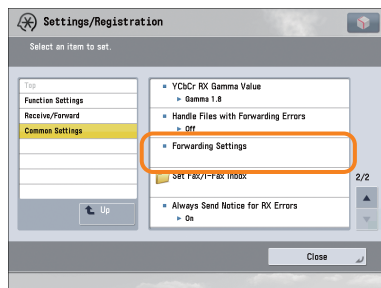 Settings/Registration
Select an item to set.
Top
Function Settings
Receive/Forward
Common Settings
Up
YCbCr RX Gamma Value
► Gamma 1.8
Handle Files with Forwarding Errors
► Off
Forwarding Settings
Set Fax/I-Fax Inbox
Always Send Notice for RX Errors
► On
2/2
Close